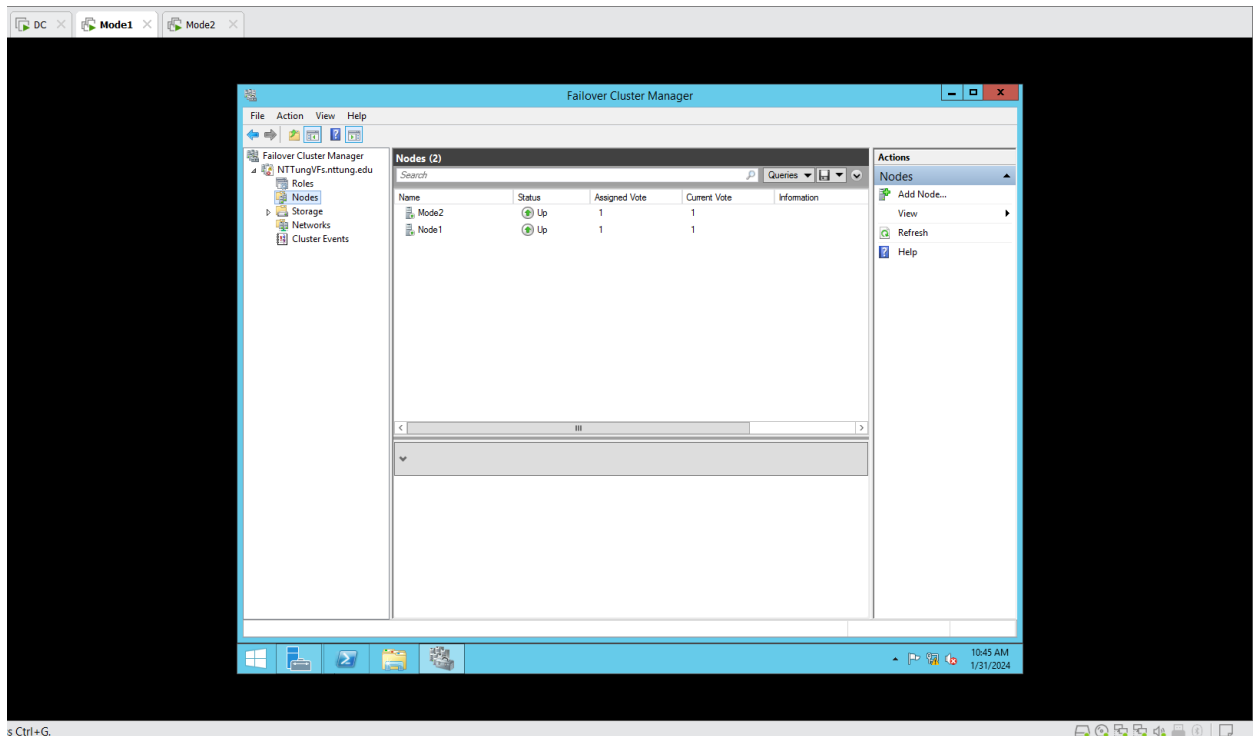 DC Mode1 Mode2
Failover Cluster Manager
File Action View Help
Failover Cluster Manager
NTTungVFs.nttung.edu
Roles
Nodes
Storage
Networks
Cluster Events
Nodes (2)
Search Queries
Name Status Assigned Vote Current Vote Information
Mode2 Up 1 1
Node1 Up 1 1
Actions
Nodes
Add Node...
View
Refresh
Help
10:45 AM
1/31/2024
s Ctrl+G.